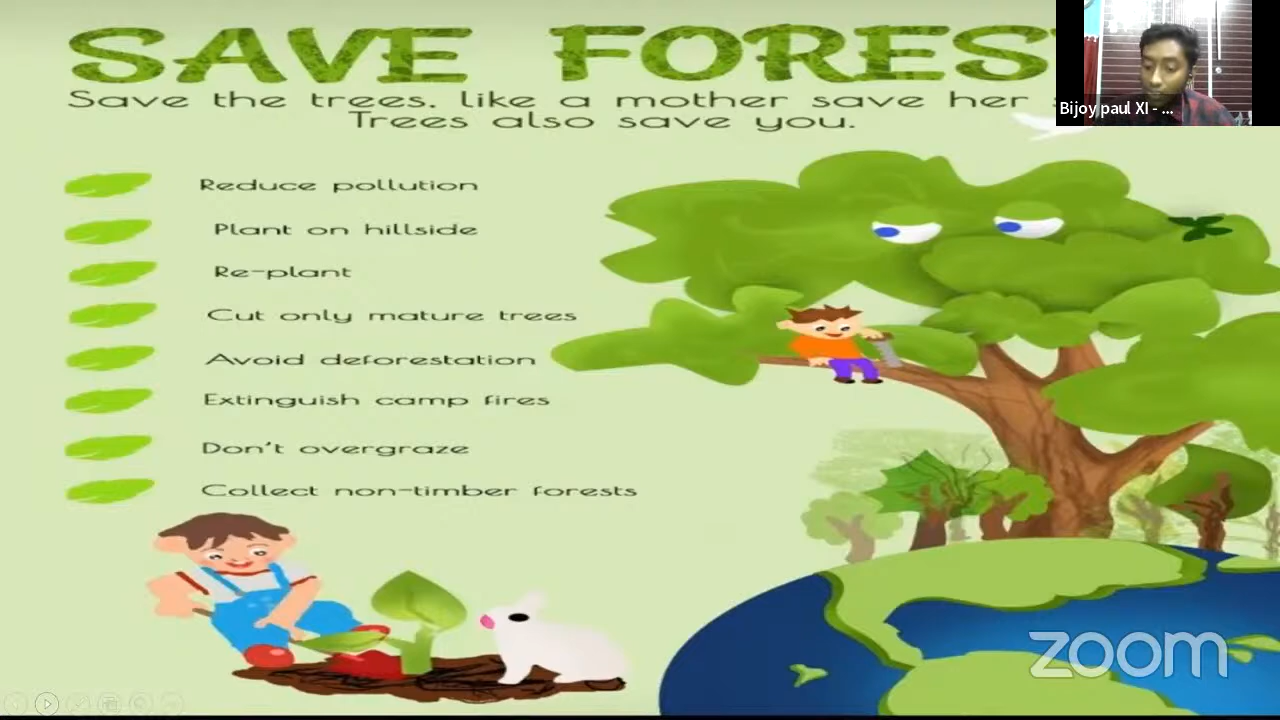 SAVE FORES
Save the trees. like a mother save her
Trees also save you.
Reduce pollution
Plant on hillside
Re-plant
Cut only mature trees
Avoid deforestation
Extinguish camp fires
Don't overgraze
Collect non-timber forests
Bijoy paul XI - ...
zoom